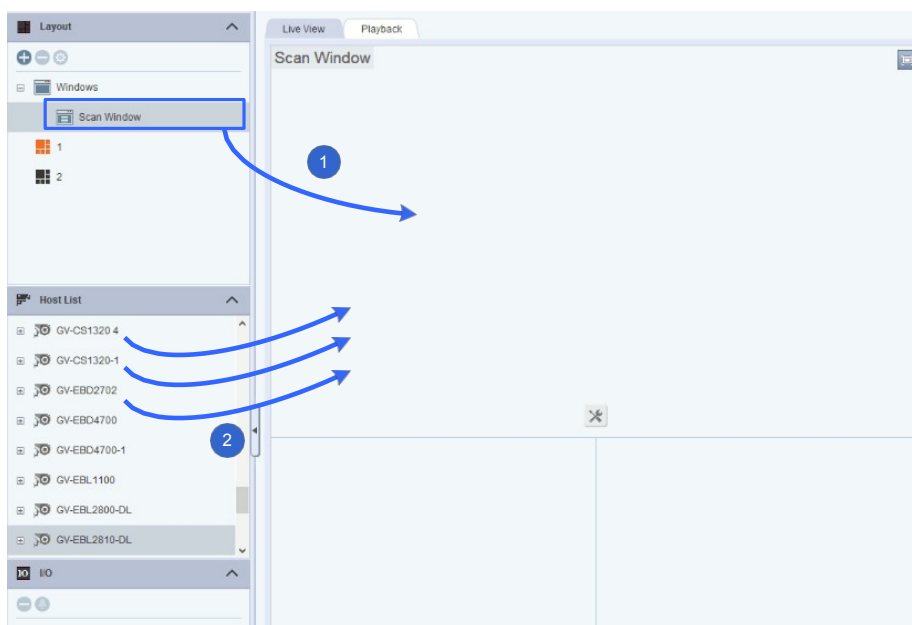 Layout
Windows
Scan Window
1
2
Host List
GV-CS1320 4
GV-CS1320-1
GV-EBD2702
GV-EBD4700
GV-EBD4700-1
GV-EBL1100
GV-EBL2800-DL
GV-EBL2810-DL
IO I/O
Live View Playback
Scan Window
1
2